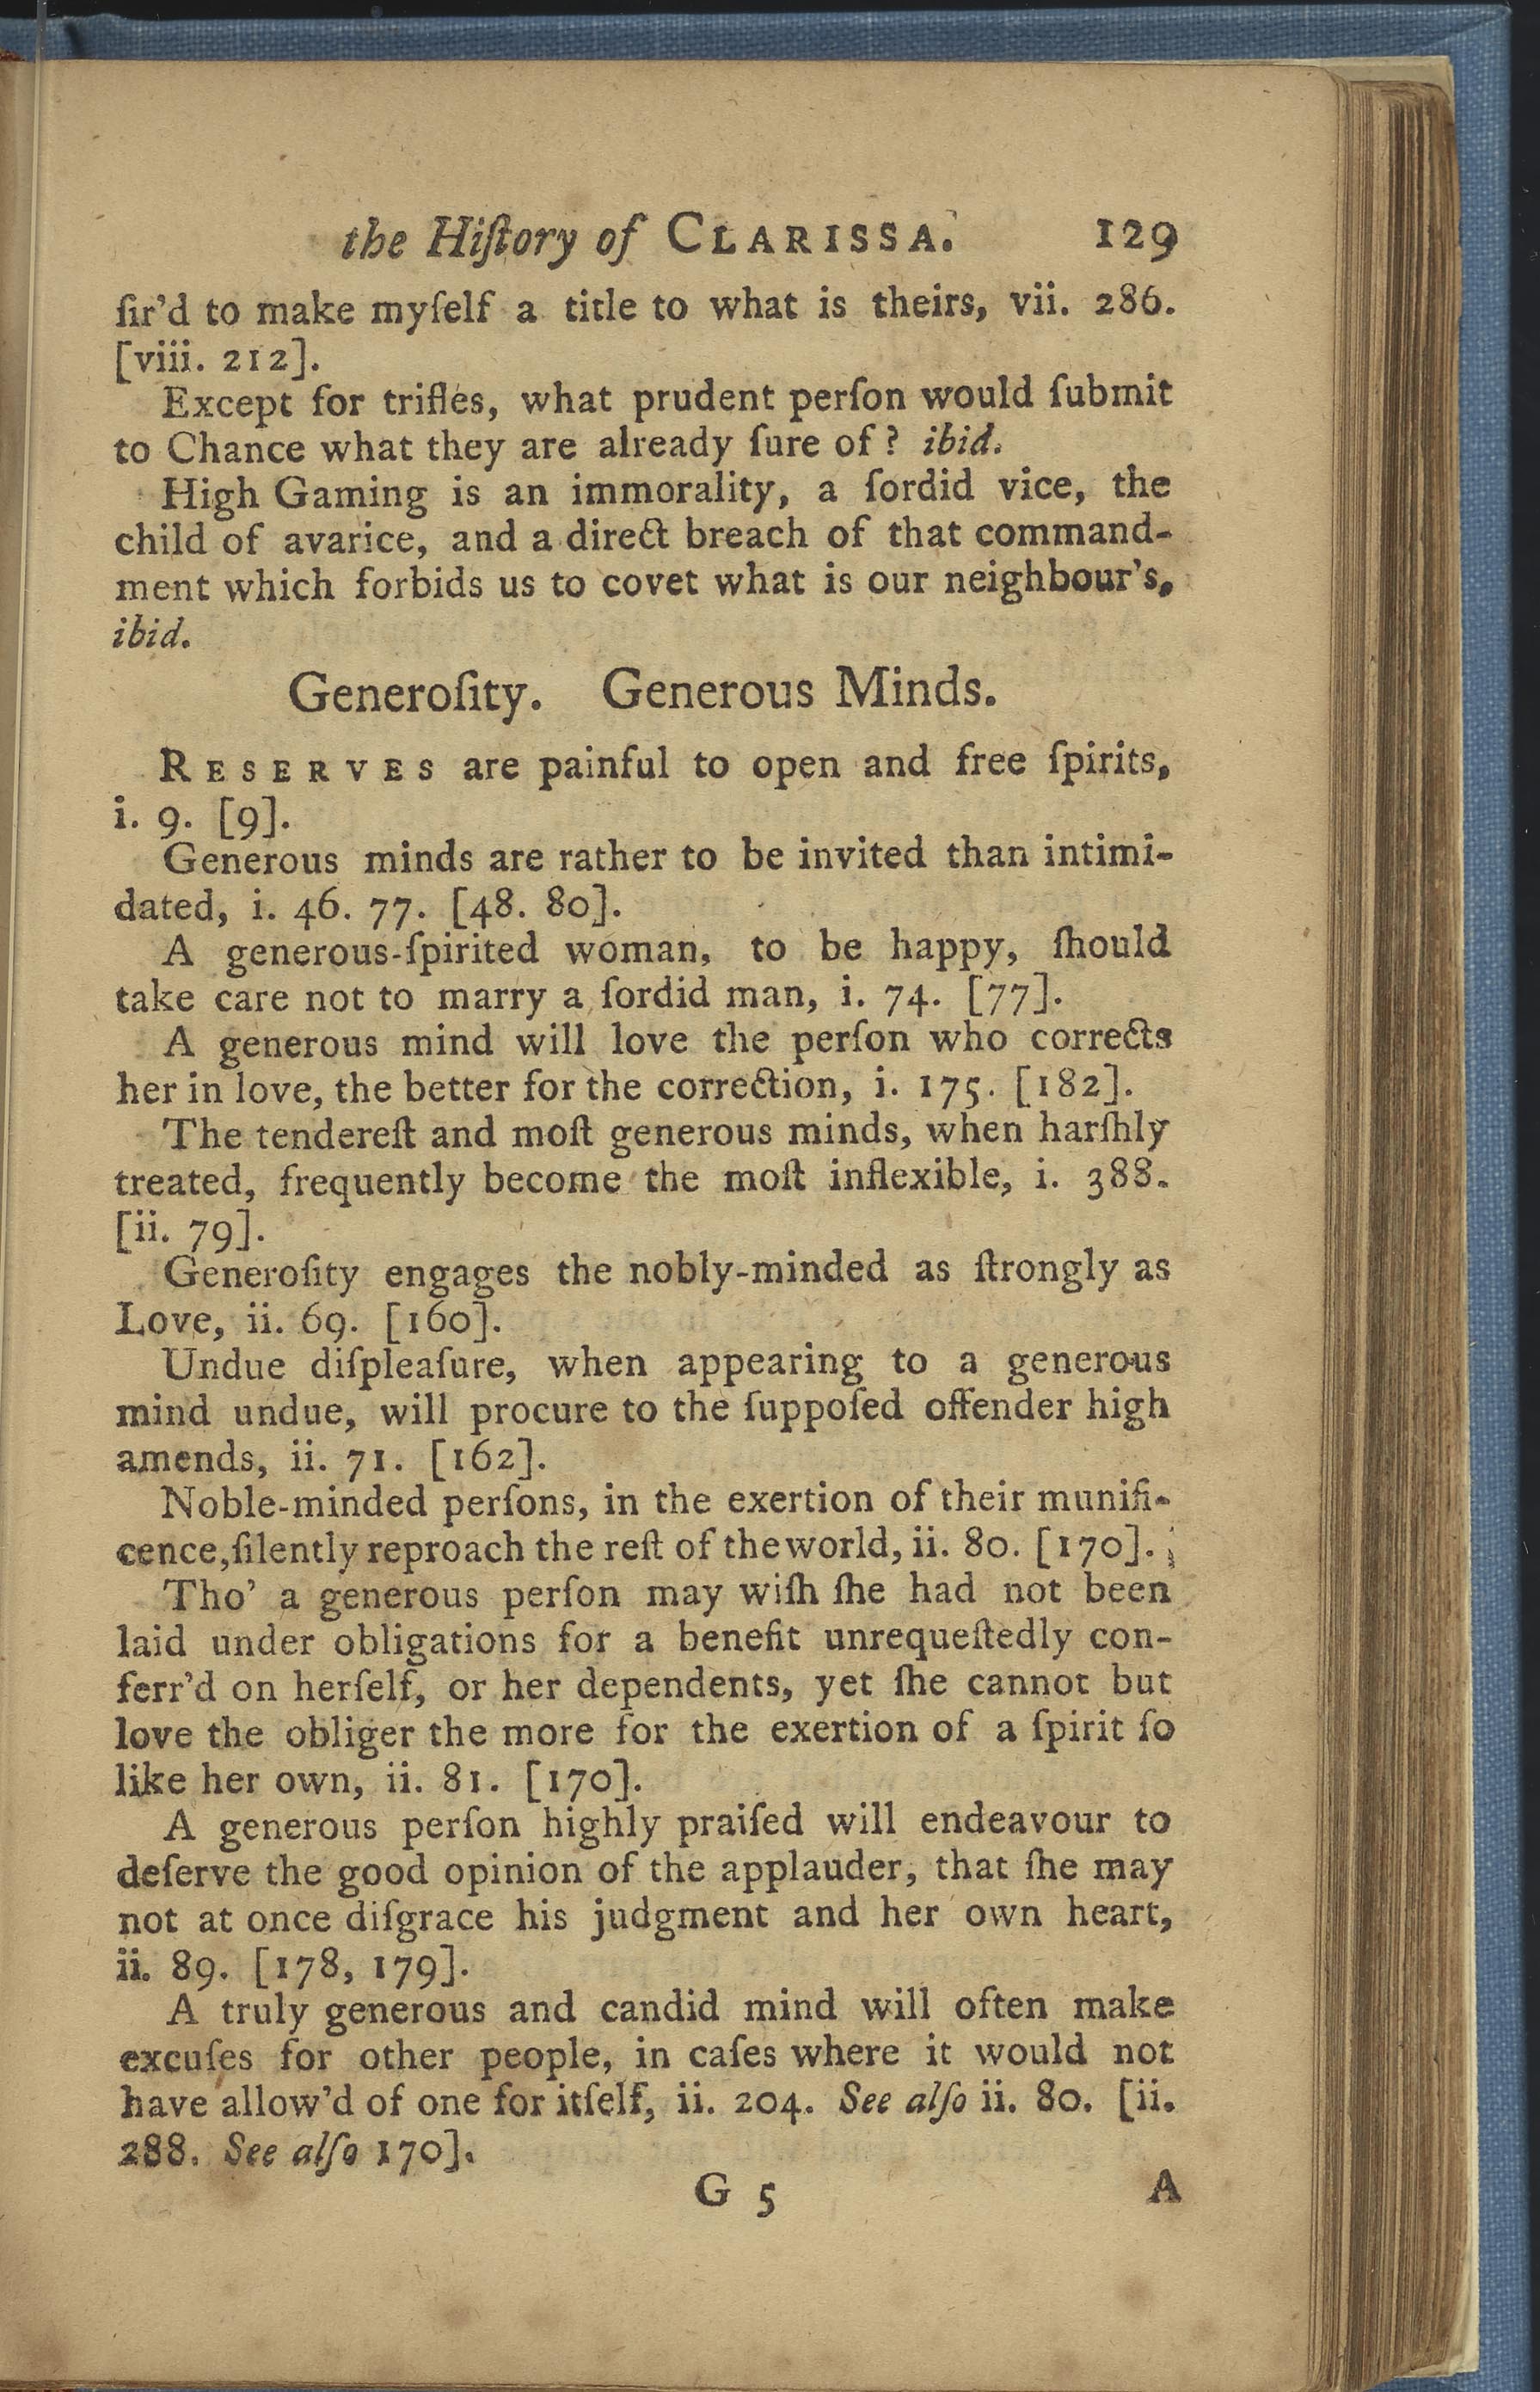 the Hiſtory of CLARISSA. 129
ſir'd to make myſelf a title to what is theirs, vii. 286.
[viii. 212].
Except for trifles, what prudent perſon would ſubmit
to Chance what they are already ſure of? ibid.
High Gaming is an immorality, a ſordid vice, the
child of avarice, and a direct breach of that command-
ment which forbids us to covet what is our neighbour's,
ibid.
Generoſity. Generous Minds.
RESERVES are painful to open and free ſpirits,
i. 9. [9].
Generous minds are rather to be invited than intimi-
dated, i. 46. 77. [48. 80].
A generous-ſpirited woman, to be happy, ſhould
take care not to marry a ſordid man, i. 74. [77].
A generous mind will love the perſon who corrects
her in love, the better for the correction, i. 175. [182].
The tendereſt and moſt generous minds, when harſhly
treated, frequently become the moſt inflexible, i. 388.
[ii. 79].
Generoſity engages the nobly-minded as ſtrongly as
Love, ii. 69. [160].
Undue diſpleaſure, when appearing to a generous
mind undue, will procure to the ſuppoſed offender high
amends, ii. 71. [162].
Noble-minded perſons, in the exertion of their munifi-
cence, ſilently reproach the reſt of the world, ii. 80. [170].
Tho' a generous perſon may wiſh ſhe had not been
laid under obligations for a benefit unrequeſtedly con-
ferr'd on herſelf, or her dependents, yet ſhe cannot but
love the obliger the more for the exertion of a ſpirit ſo
like her own, ii. 81. [170].
A generous perſon highly praiſed will endeavour to
deſerve the good opinion of the applauder, that ſhe may
not at once diſgrace his judgment and her own heart,
ii. 89. [178, 179].
A truly generous and candid mind will often make
excuſes for other people, in caſes where it would not
have allow'd of one for itſelf, ii. 204. See alſo ii. 80. [ii.
288. See alſo 170].
G 5 A